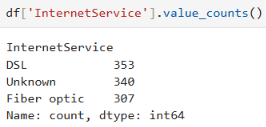 df['InternetService'].value_counts()
InternetService
DSL            353
Unknown        340
Fiber optic    307
Name: count, dtype: int64